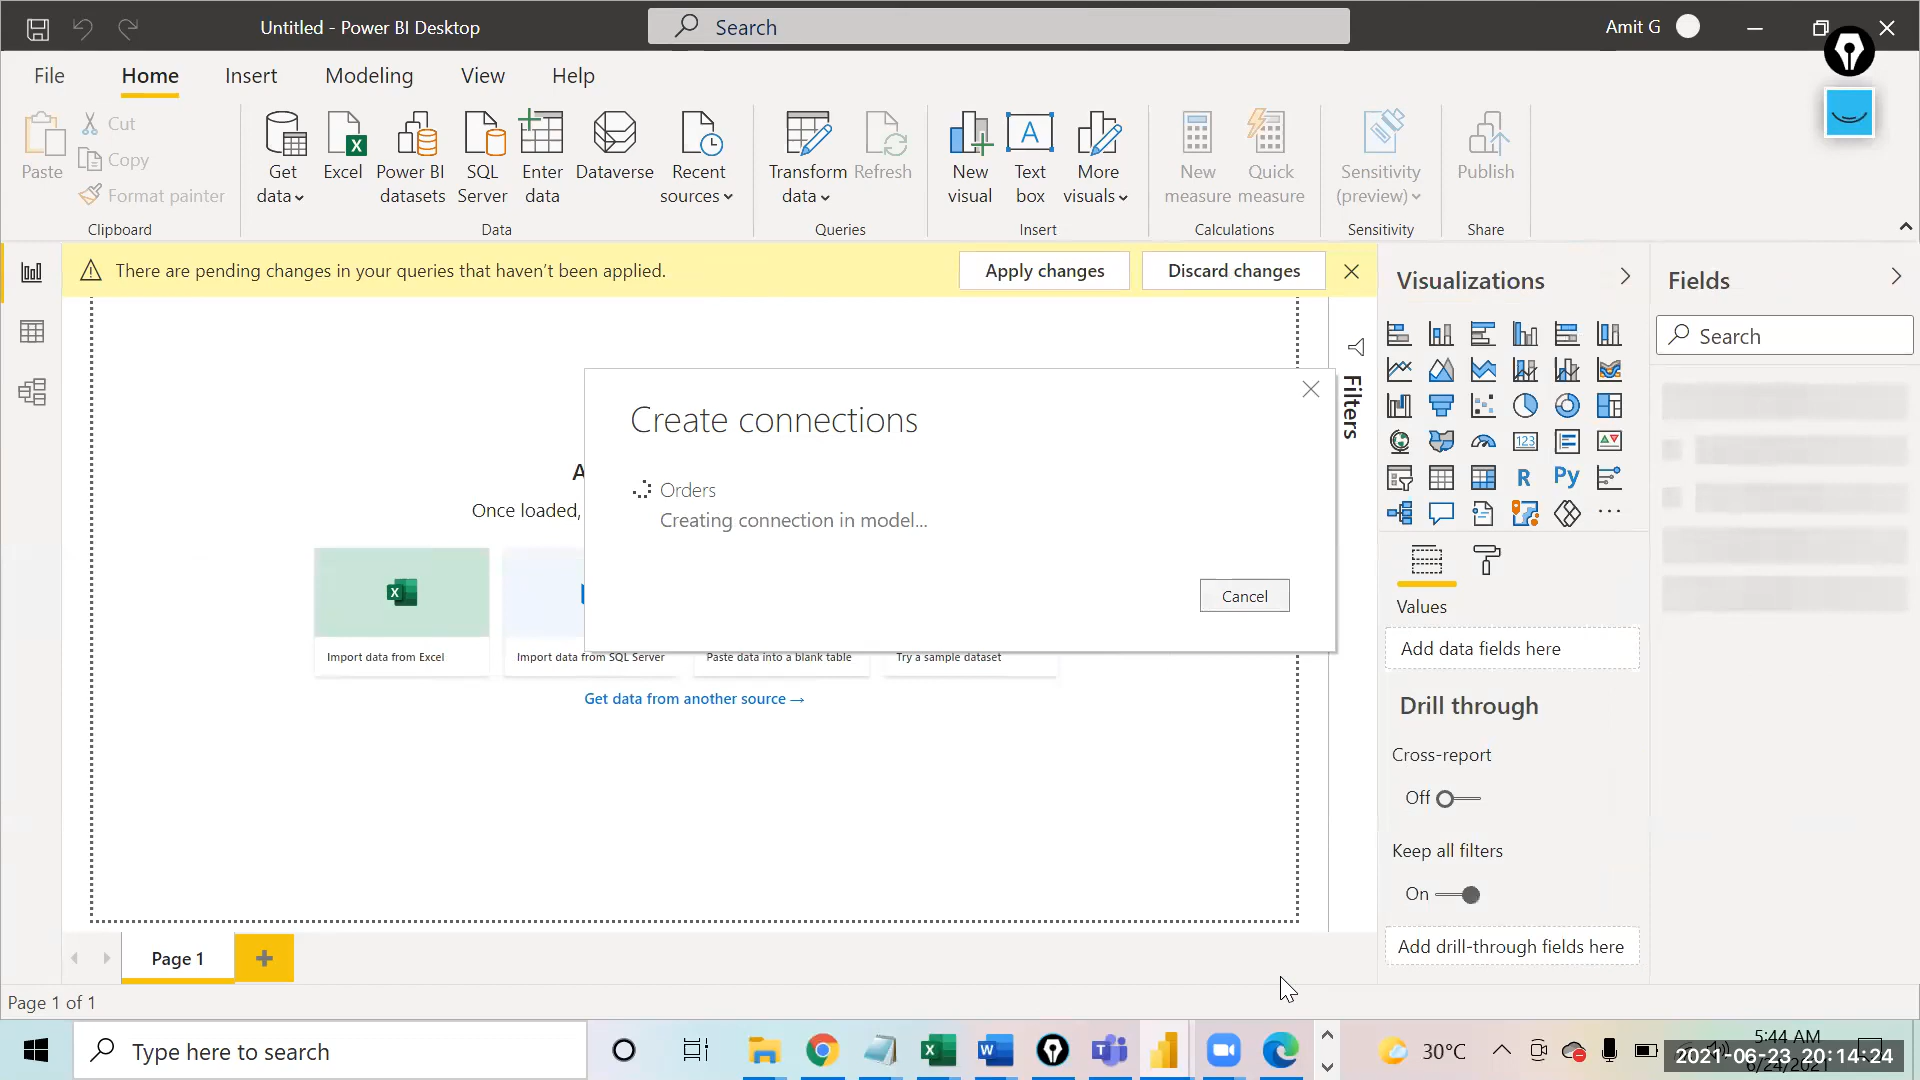 Untitled - Power BI Desktop
Search
Amit G
File
Home
Insert
Modeling
View
Help
Paste
Cut
Copy
Format painter
Clipboard
Get data
Excel
Power BI datasets
SQL Server
Enter data
Dataverse
Recent sources
Data
Transform data
Refresh
Queries
New visual
Text box
More visuals
Insert
New measure
Quick measure
Calculations
Sensitivity (preview)
Sensitivity
Publish
Share
There are pending changes in your queries that haven't been applied.
Apply changes
Discard changes
Create connections
Orders
Creating connection in model...
Cancel
A
Once loaded,
Import data from Excel
Import data from SQL Server
Paste data into a blank table
Try a sample dataset
Get data from another source →
Filters
Visualizations
123
R
Py
Values
Add data fields here
Drill through
Cross-report
Off
Keep all filters
On
Add drill-through fields here
Fields
Search
Page 1
Page 1 of 1
Type here to search
30°C
5:44 AM
2021-06-23 20:14:24